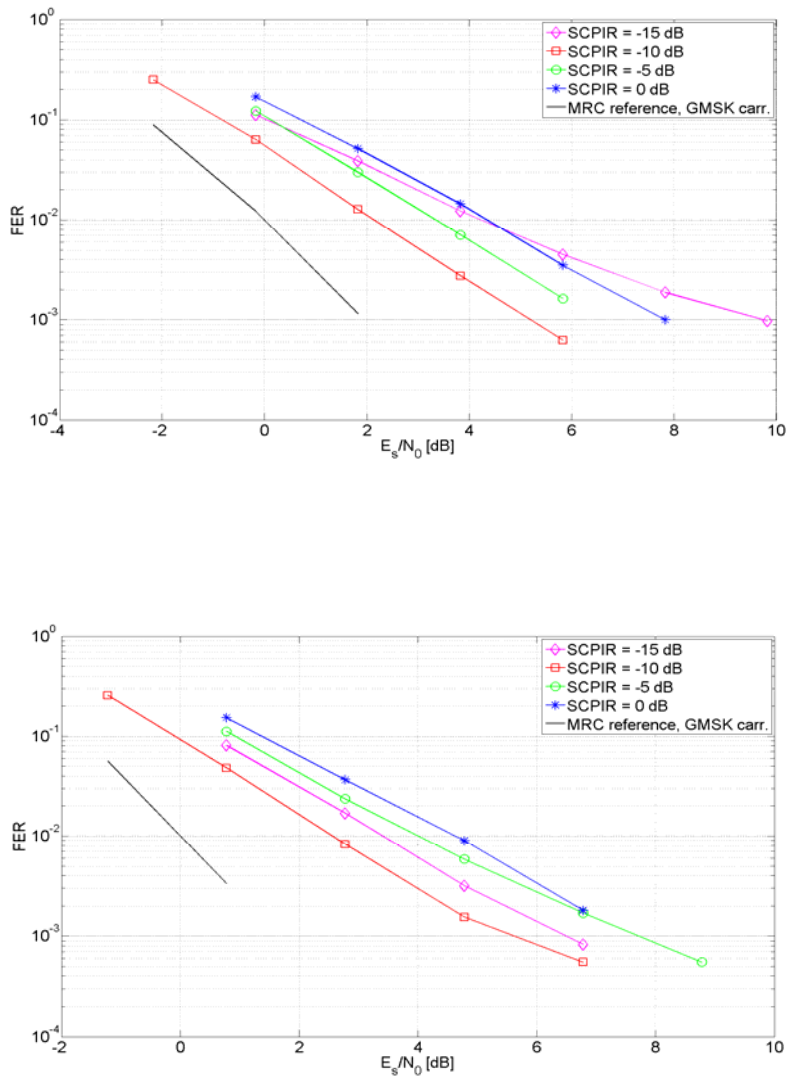 10^0
SCPIR = -15 dB
SCPIR = -10 dB
SCPIR = -5 dB
SCPIR = 0 dB
MRC reference, GMSK carr.
10^-1
FER
10^-2
10^-3
10^-4
-4 -2 0 2 4 6 8 10
E_s/N_0 [dB]
10^0
SCPIR = -15 dB
SCPIR = -10 dB
SCPIR = -5 dB
SCPIR = 0 dB
MRC reference, GMSK carr.
10^-1
FER
10^-2
10^-3
10^-4
-2 0 2 4 6 8 10
E_s/N_0 [dB]